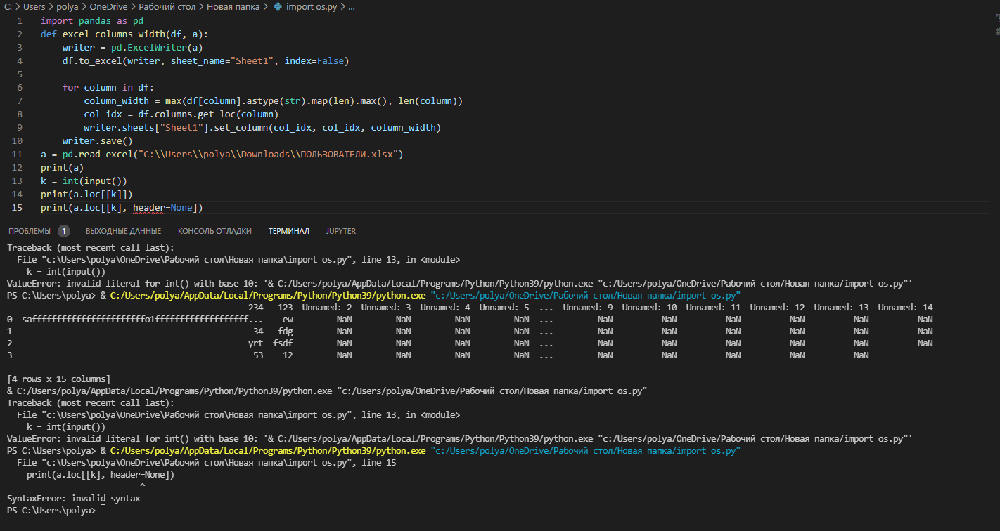 C: > Users > polya > OneDrive > Рабочий стол > Новая папка > import os.py > ...
1 import pandas as pd
2 def excel_columns_width(df, a):
3 writer = pd.ExcelWriter(a)
4 df.to_excel(writer, sheet_name="Sheet1", index=False)
5
6 for column in df:
7 column_width = max(df[column].astype(str).map(len).max(), len(column))
8 col_idx = df.columns.get_loc(column)
9 writer.sheets["Sheet1"].set_column(col_idx, col_idx, column_width)
10 writer.save()
11 a = pd.read_excel("C:\\Users\\polya\\Downloads\\ПОЛЬЗОВАТЕЛИ.xlsx")
12 print(a)
13 k = int(input())
14 print(a.loc[[k]])
15 print(a.loc[[k], header=None])
ПРОБЛЕМЫ 1 ВЫХОДНЫЕ ДАННЫЕ КОНСОЛЬ ОТЛАДКИ ТЕРМИНАЛ JUPYTER
Traceback (most recent call last):
File "c:\Users\polya\OneDrive\Рабочий стол\Новая папка\import os.py", line 13, in <module>
k = int(input())
ValueError: invalid literal for int() with base 10: '& C:/Users/polya/AppData/Local/Programs/Python/Python39/python.exe "c:/Users/polya/OneDrive/Рабочий стол/Новая папка/import os.py"'
PS C:\Users\polya> & C:/Users/polya/AppData/Local/Programs/Python/Python39/python.exe "c:/Users/polya/OneDrive/Рабочий стол/Новая папка/import os.py"
234 123 Unnamed: 2 Unnamed: 3 Unnamed: 4 Unnamed: 5 ... Unnamed: 9 Unnamed: 10 Unnamed: 11 Unnamed: 12 Unnamed: 13 Unnamed: 14
0 safffffffffffffffffffffffo1fffffffffffffffffff... ew NaN NaN NaN NaN ... NaN NaN NaN NaN NaN NaN
1 34 fdg NaN NaN NaN NaN ... NaN NaN NaN NaN NaN NaN
2 yrt fsdf NaN NaN NaN NaN ... NaN NaN NaN NaN NaN NaN
3 53 12 NaN NaN NaN NaN ... NaN NaN NaN NaN NaN
[4 rows x 15 columns]
& C:/Users/polya/AppData/Local/Programs/Python/Python39/python.exe "c:/Users/polya/OneDrive/Рабочий стол/Новая папка/import os.py"
Traceback (most recent call last):
File "c:\Users\polya\OneDrive\Рабочий стол\Новая папка\import os.py", line 13, in <module>
k = int(input())
ValueError: invalid literal for int() with base 10: '& C:/Users/polya/AppData/Local/Programs/Python/Python39/python.exe "c:/Users/polya/OneDrive/Рабочий стол/Новая папка/import os.py"'
PS C:\Users\polya> & C:/Users/polya/AppData/Local/Programs/Python/Python39/python.exe "c:/Users/polya/OneDrive/Рабочий стол/Новая папка/import os.py"
File "c:\Users\polya\OneDrive\Рабочий стол\Новая папка\import os.py", line 15
print(a.loc[[k], header=None])
^
SyntaxError: invalid syntax
PS C:\Users\polya>